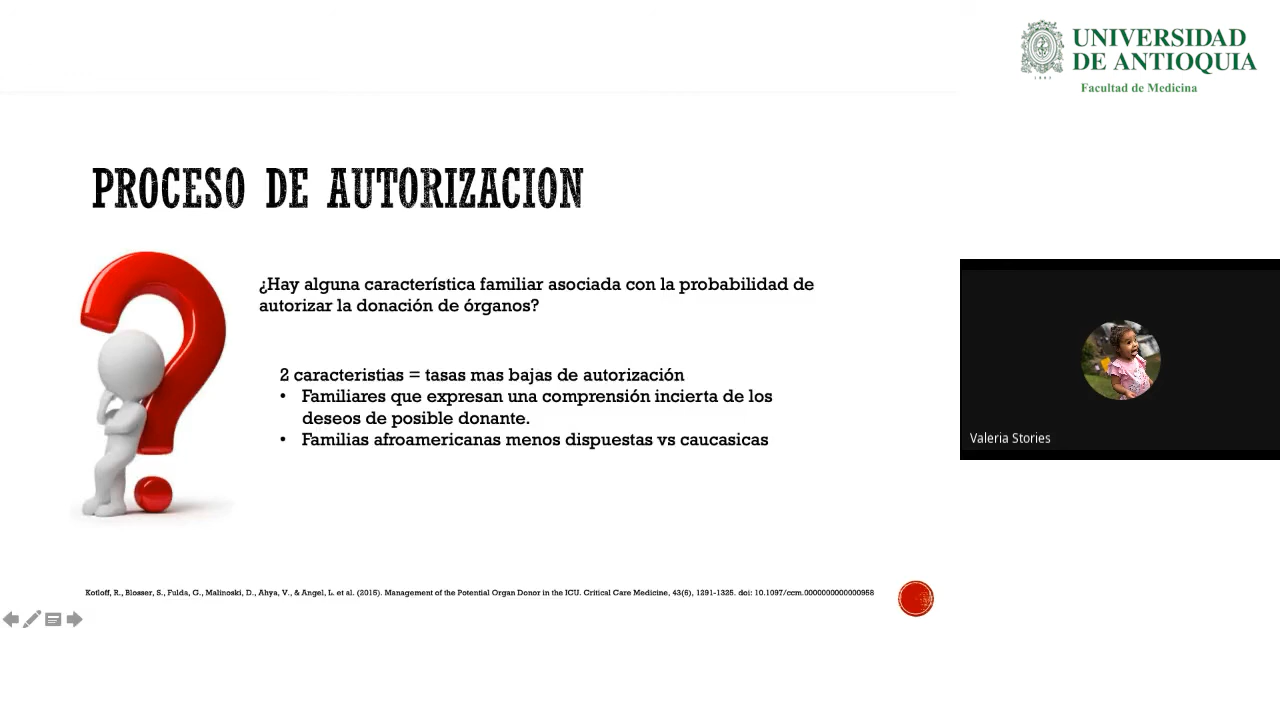 UNIVERSIDAD
DE ANTIOQUIA
1803
Facultad de Medicina
PROCESO DE AUTORIZACION
¿Hay alguna característica familiar asociada con la probabilidad de
autorizar la donación de órganos?
2 caracteristias = tasas mas bajas de autorización
• Familiares que expresan una comprensión incierta de los
deseos de posible donante.
• Familias afroamericanas menos dispuestas vs caucasicas
Valeria Stories
Kotloff, R., Blosser, S., Fulda, G., Malinoski, D., Ahya, V., & Angel, L. et al. (2015). Management of the Potential Organ Donor in the ICU. Critical Care Medicine, 43(6), 1291-1325. doi: 10.1097/ccm.0000000000000958